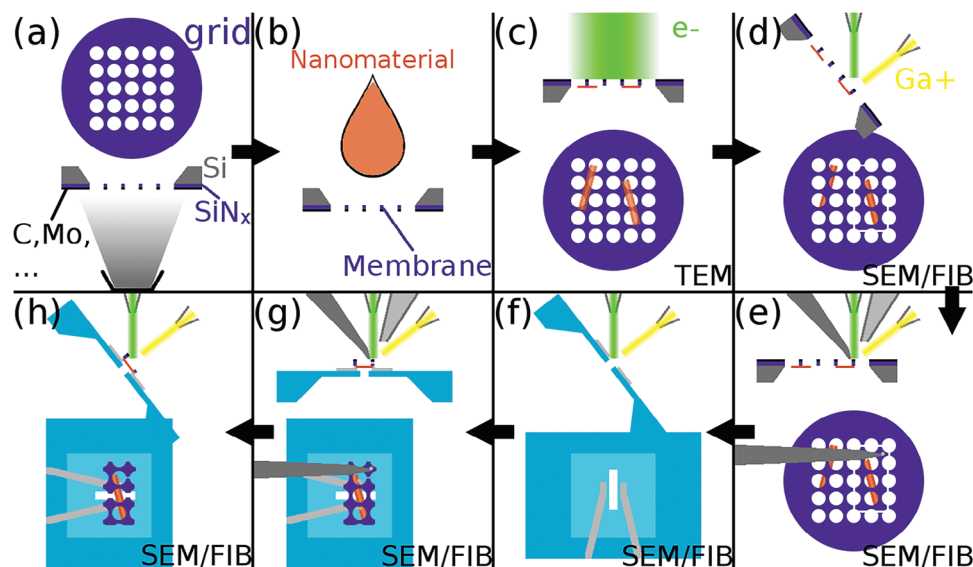 (a)
grid
Si
SiNx
C,Mo,
...
(b)
Nanomaterial
Membrane
(c)
e-
TEM
(d)
Ga+
SEM/FIB
(h)
SEM/FIB
(g)
SEM/FIB
(f)
SEM/FIB
(e)
SEM/FIB